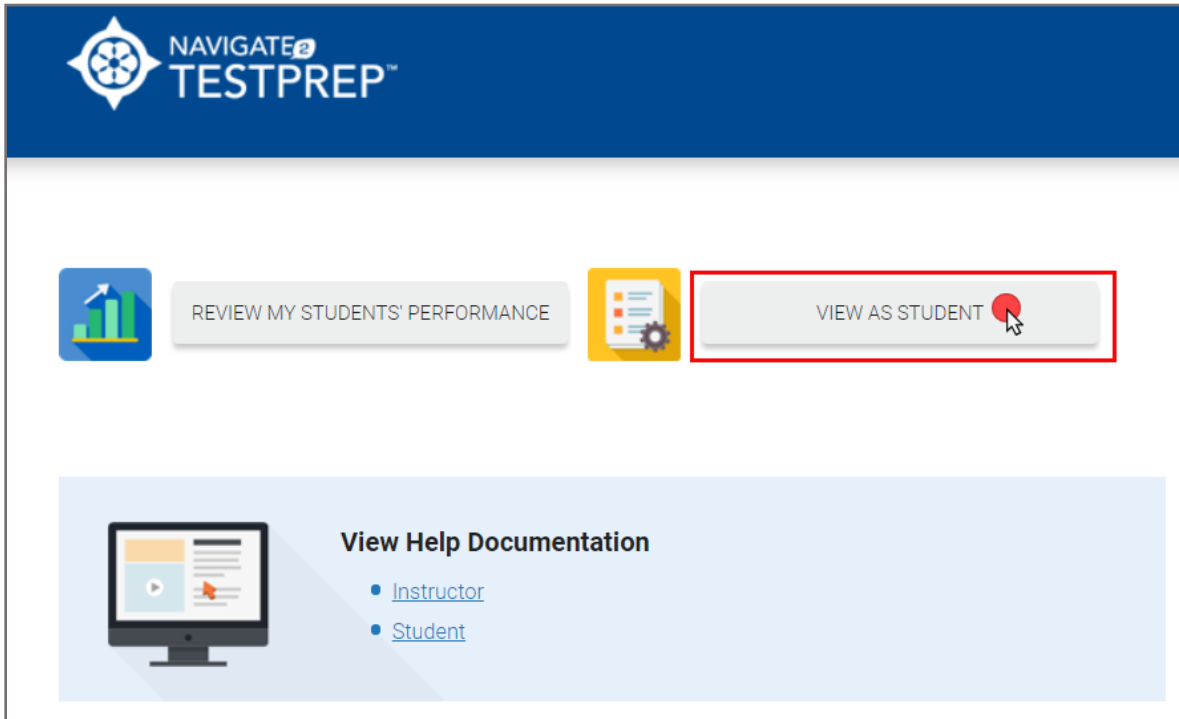 NAVIGATE 2
TESTPREP™
REVIEW MY STUDENTS' PERFORMANCE
VIEW AS STUDENT
View Help Documentation
Instructor
Student